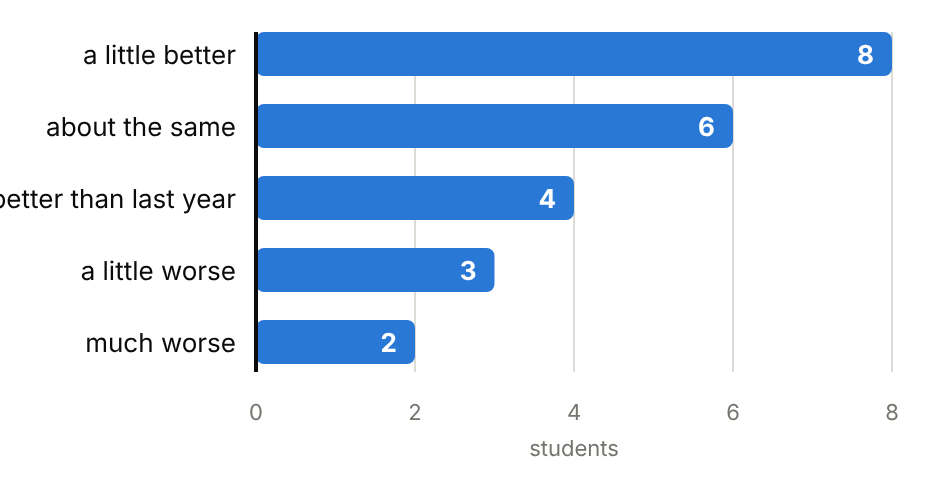 a little better
8
about the same
6
than last year
4
a little worse
3
much worse
2
0 2 4 6 8
students